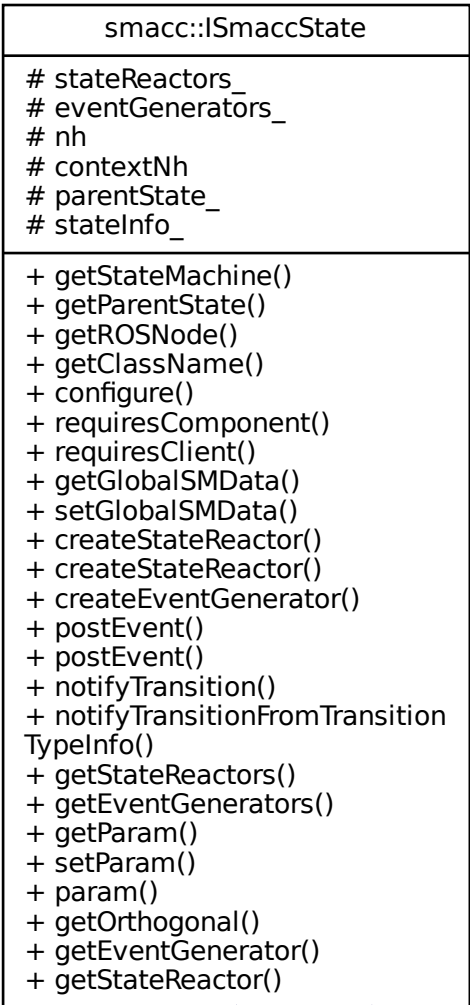 smacc::ISmaccState
# stateReactors_
# eventGenerators_
# nh
# contextNh
# parentState_
# stateInfo_
+ getStateMachine()
+ getParentState()
+ getROSNode()
+ getClassName()
+ configure()
+ requiresComponent()
+ requiresClient()
+ getGlobalSMData()
+ setGlobalSMData()
+ createStateReactor()
+ createStateReactor()
+ createEventGenerator()
+ postEvent()
+ postEvent()
+ notifyTransition()
+ notifyTransitionFromTransition
TypeInfo()
+ getStateReactors()
+ getEventGenerators()
+ getParam()
+ setParam()
+ param()
+ getOrthogonal()
+ getEventGenerator()
+ getStateReactor()